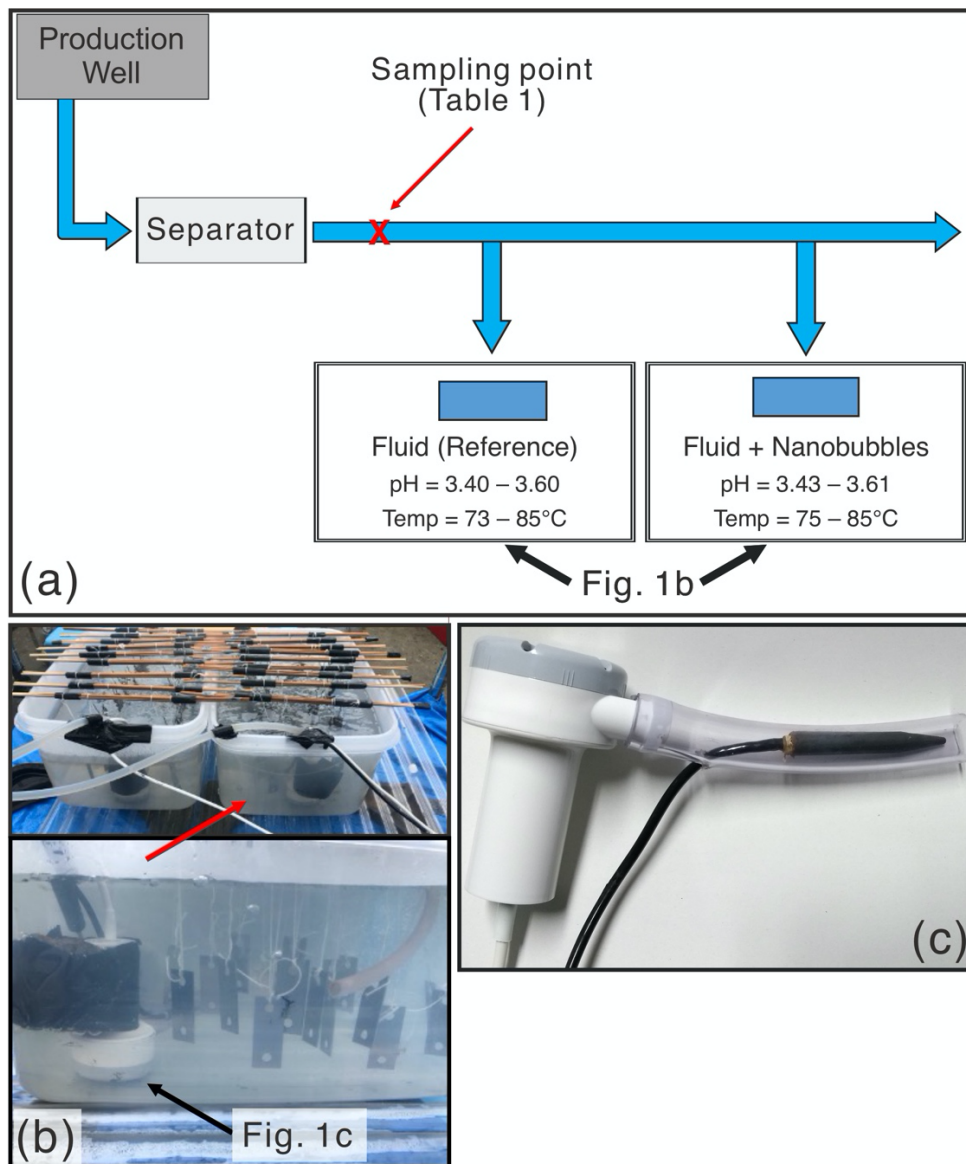 Production
Well
Sampling point
(Table 1)
X
Separator
Fluid (Reference)
pH = 3.40 – 3.60
Temp = 73 – 85°C
Fluid + Nanobubbles
pH = 3.43 – 3.61
Temp = 75 – 85°C
Fig. 1b
(a)
(b)
Fig. 1c
(c)